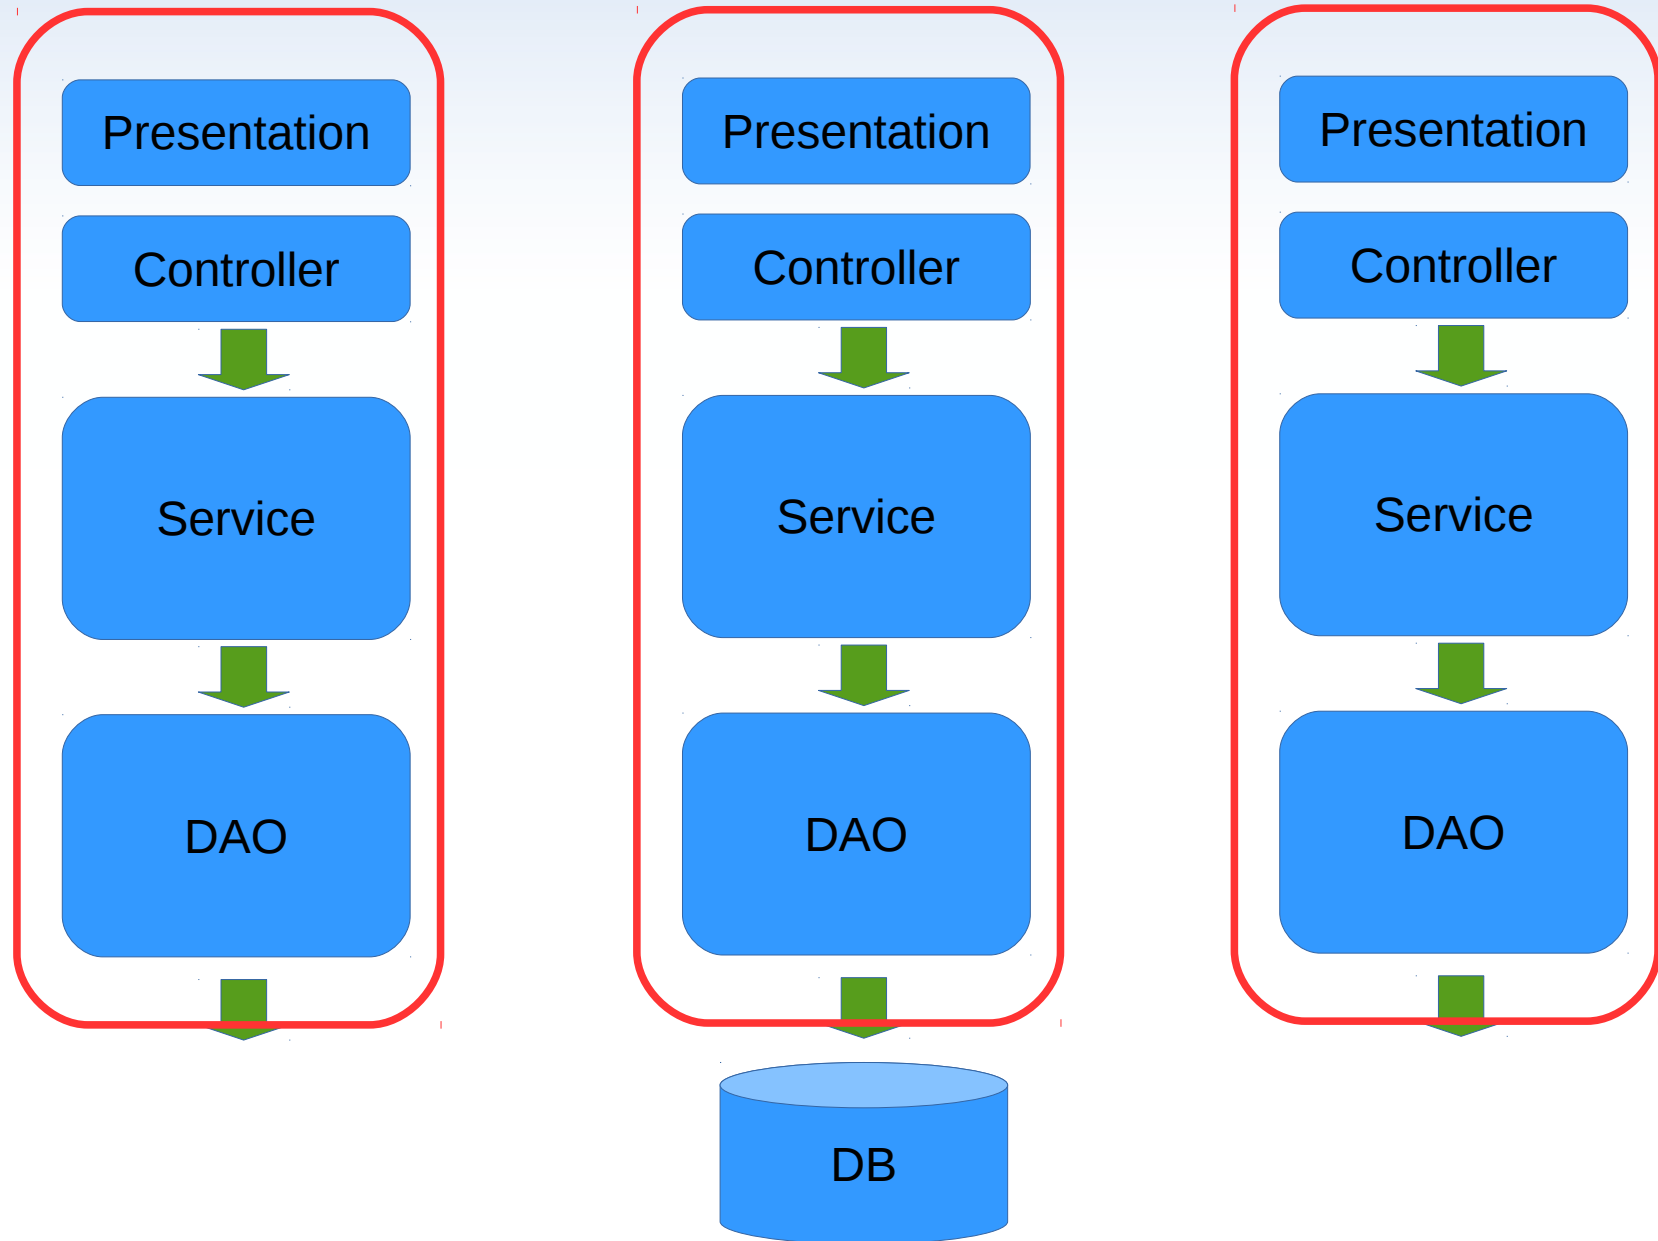 Presentation
Controller
Service
DAO
Presentation
Controller
Service
DAO
DB
Presentation
Controller
Service
DAO